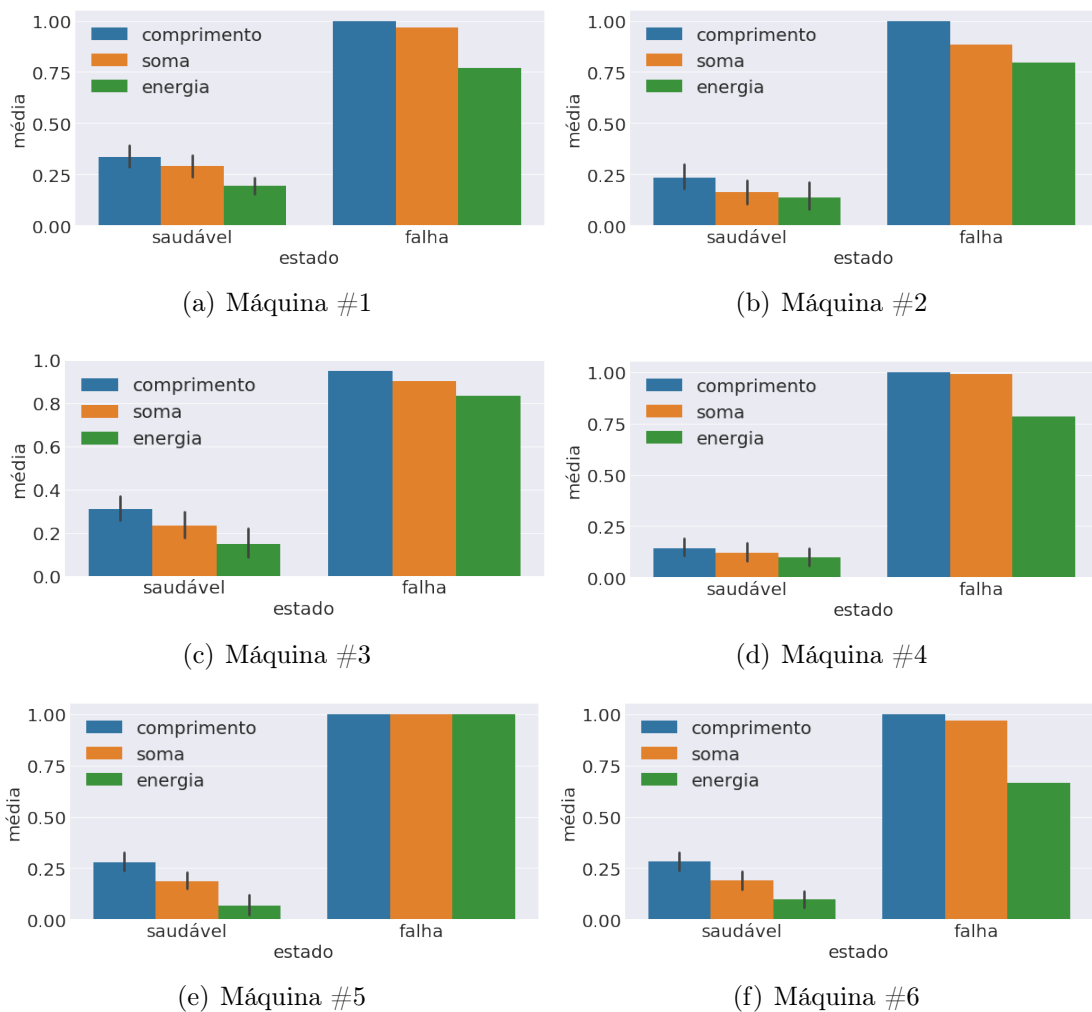 1.00
0.75
0.50
0.25
0.00
média
comprimento
soma
energia
saudável
falha
estado
(a) Máquina #1
1.00
0.75
0.50
0.25
0.00
média
comprimento
soma
energia
saudável
falha
estado
(b) Máquina #2
1.0
0.8
0.6
0.4
0.2
0.0
média
comprimento
soma
energia
saudável
falha
estado
(c) Máquina #3
1.00
0.75
0.50
0.25
0.00
média
comprimento
soma
energia
saudável
falha
estado
(d) Máquina #4
1.00
0.75
0.50
0.25
0.00
média
comprimento
soma
energia
saudável
falha
estado
(e) Máquina #5
1.00
0.75
0.50
0.25
0.00
média
comprimento
soma
energia
saudável
falha
estado
(f) Máquina #6